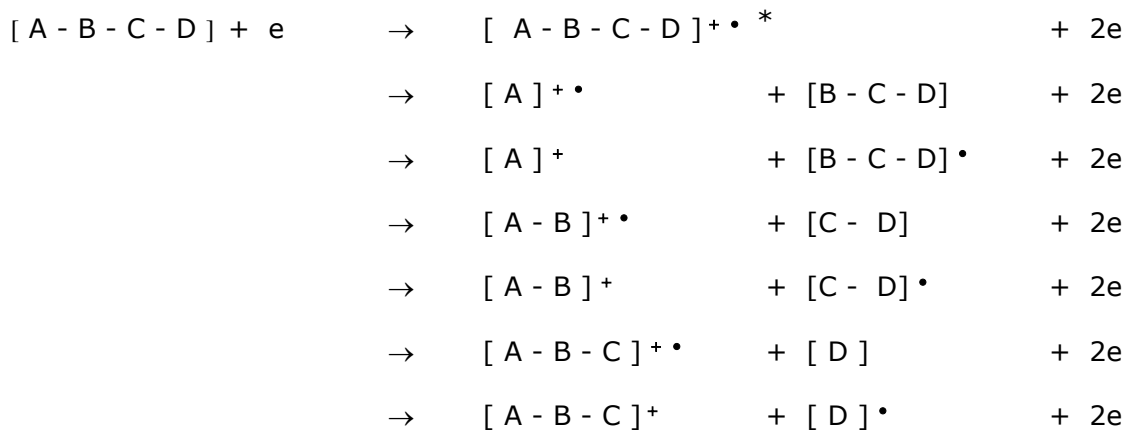 [ A - B - C - D ] + e → [ A - B - C - D ]+ • * + 2e
→ [ A ]+ • + [B - C - D] + 2e
→ [ A ]+ + [B - C - D]• + 2e
→ [ A - B ]+ • + [C - D] + 2e
→ [ A - B ]+ + [C - D]• + 2e
→ [ A - B - C ]+ • + [ D ] + 2e
→ [ A - B - C ]+ + [ D ]• + 2e